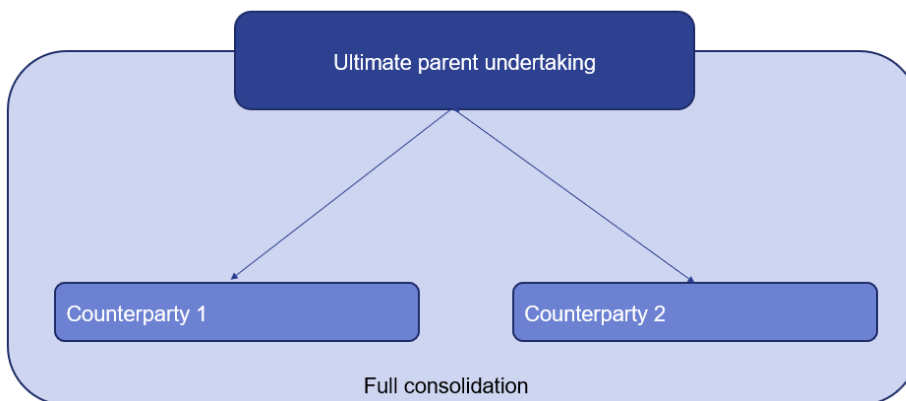 Ultimate parent undertaking
Counterparty 1
Counterparty 2
Full consolidation